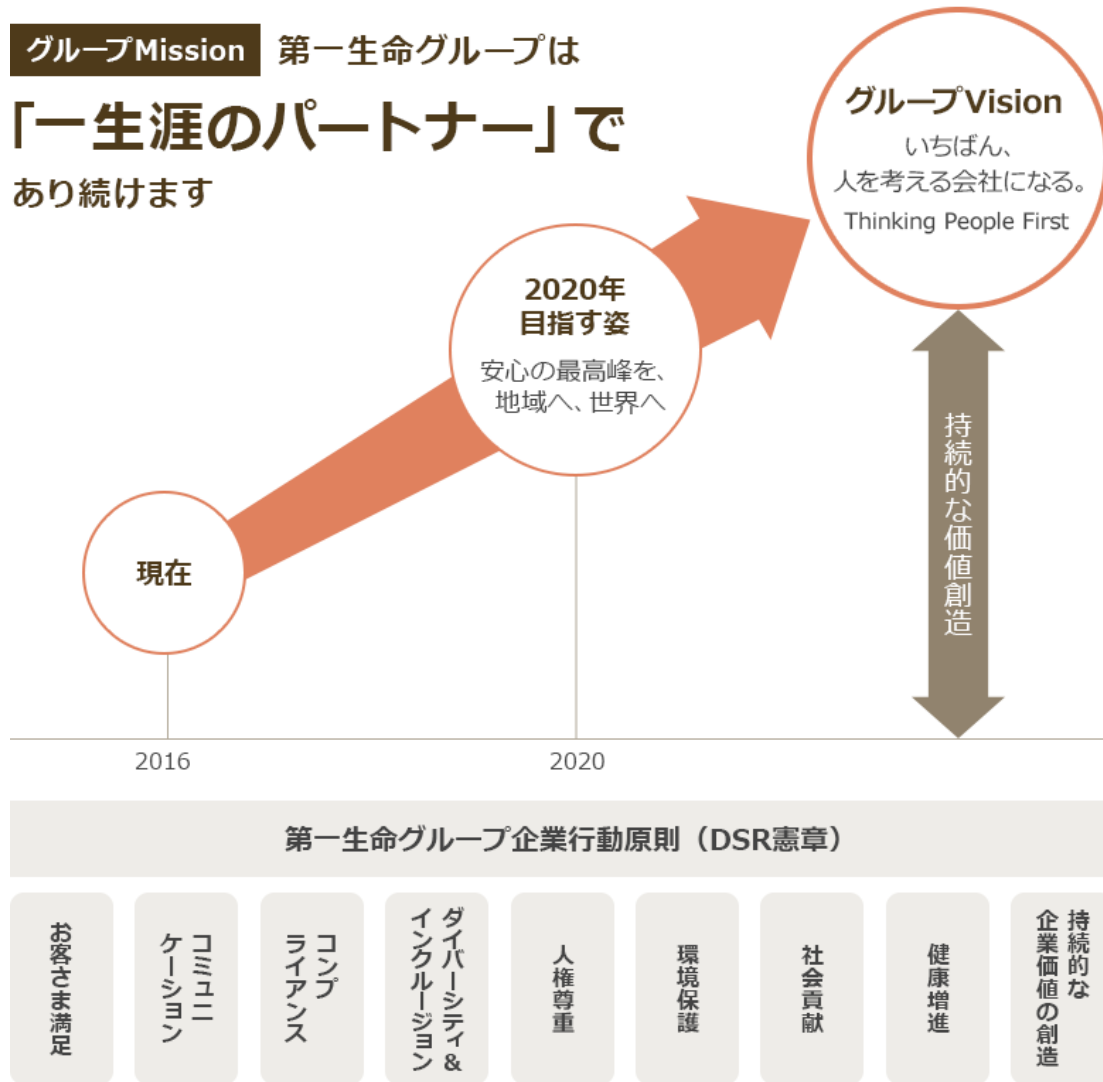 グループMission 第一生命グループは
「一生涯のパートナー」で
あり続けます
グループVision
いちばん、
人を考える会社になる。
Thinking People First
2020年
目指す姿
安心の最高峰を、
地域へ、世界へ
現在
持続的な価値創造
2016
2020
第一生命グループ企業行動原則（DSR憲章）
お客さま満足
コミュニ
ケーション
コンプ
ライアンス
ダイバーシティ&
インクルージョン
人権尊重
環境保護
社会貢献
健康増進
持続的な
企業価値の創造